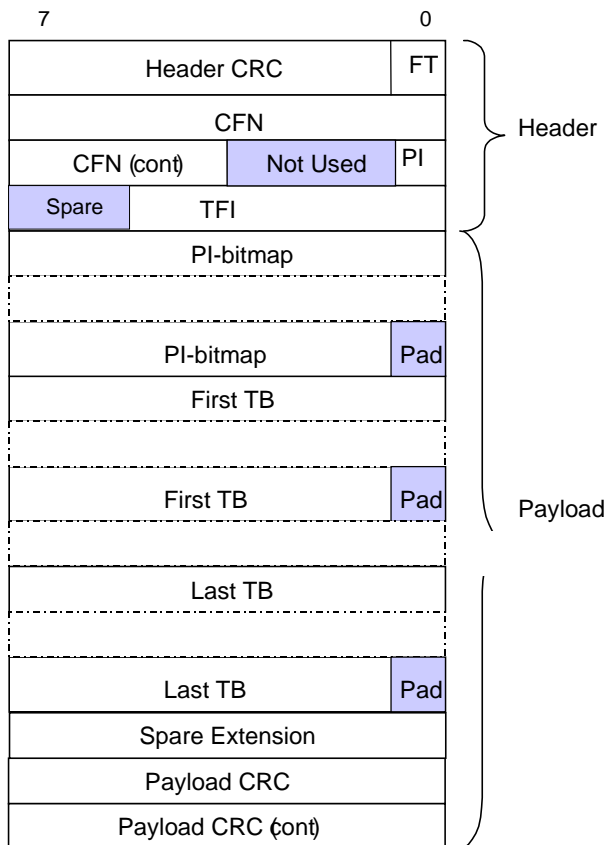 7 0
Header CRC FT
CFN
Header
CFN (cont) Not Used PI
Spare TFI
PI-bitmap
PI-bitmap Pad
First TB
First TB Pad
Payload
Last TB
Last TB Pad
Spare Extension
Payload CRC
Payload CRC (cont)